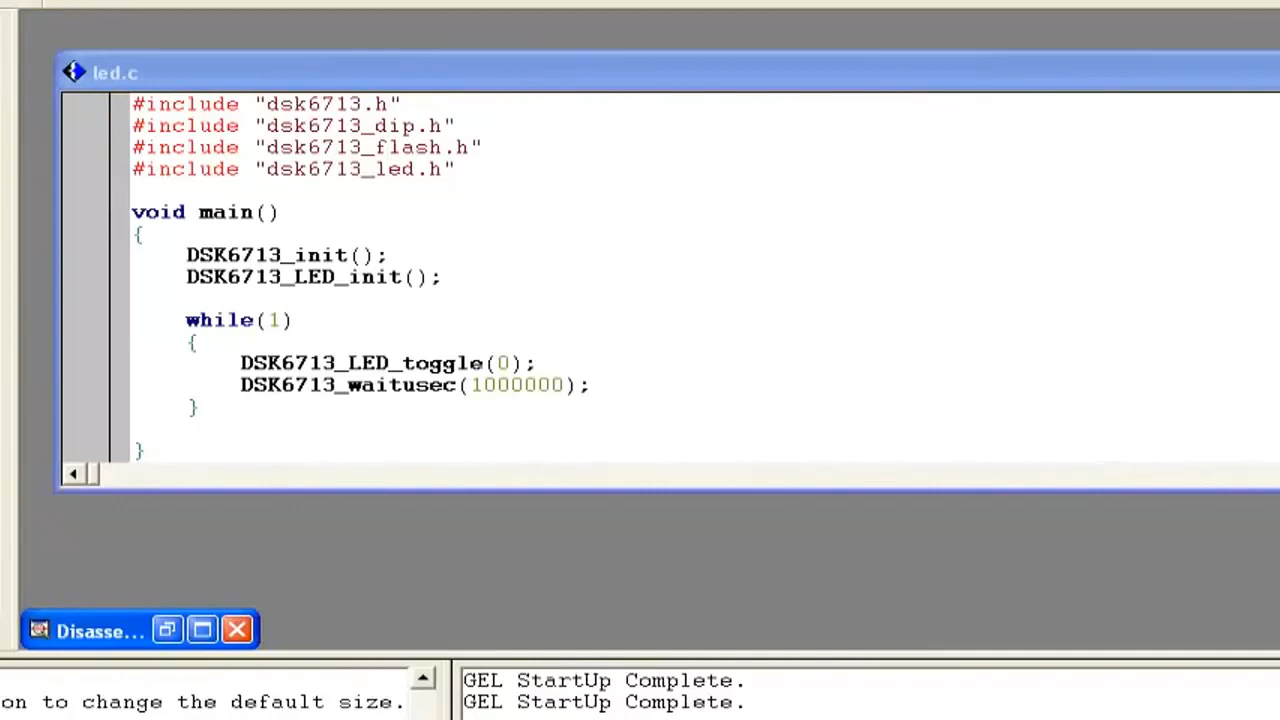 led.c
#include "dsk6713.h"
#include "dsk6713_dip.h"
#include "dsk6713_flash.h"
#include "dsk6713_led.h"
void main()
{
DSK6713_init();
DSK6713_LED_init();
while(1)
{
DSK6713_LED_toggle(0);
DSK6713_waitusec(1000000);
}
}
Disasse...
on to change the default size.
GEL StartUp Complete.
GEL StartUp Complete.